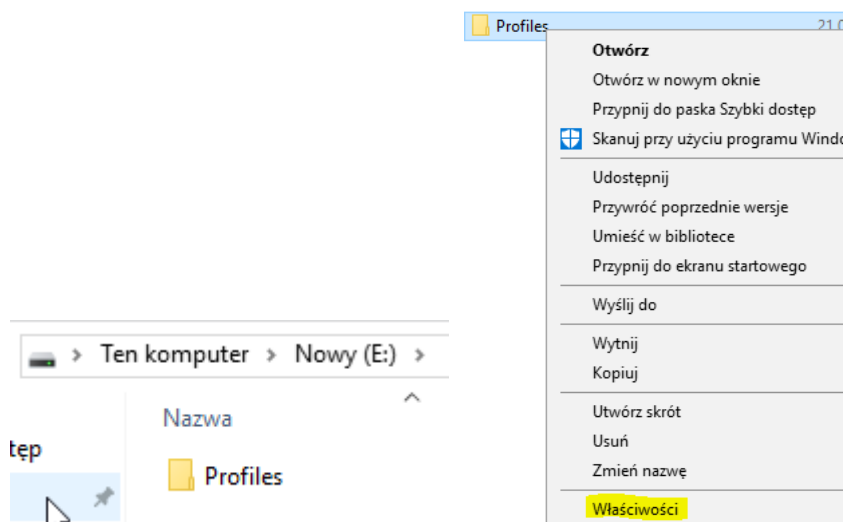 Ten komputer > Nowy (E:) >
Nazwa
tęp
Profiles
Profiles
Otwórz
Otwórz w nowym oknie
Przypnij do paska Szybki dostęp
Skanuj przy użyciu programu Windo
Udostępnij
Przywróć poprzednie wersje
Umieść w bibliotece
Przypnij do ekranu startowego
Wyślij do
Wytnij
Kopiuj
Utwórz skrót
Usuń
Zmień nazwę
Właściwości